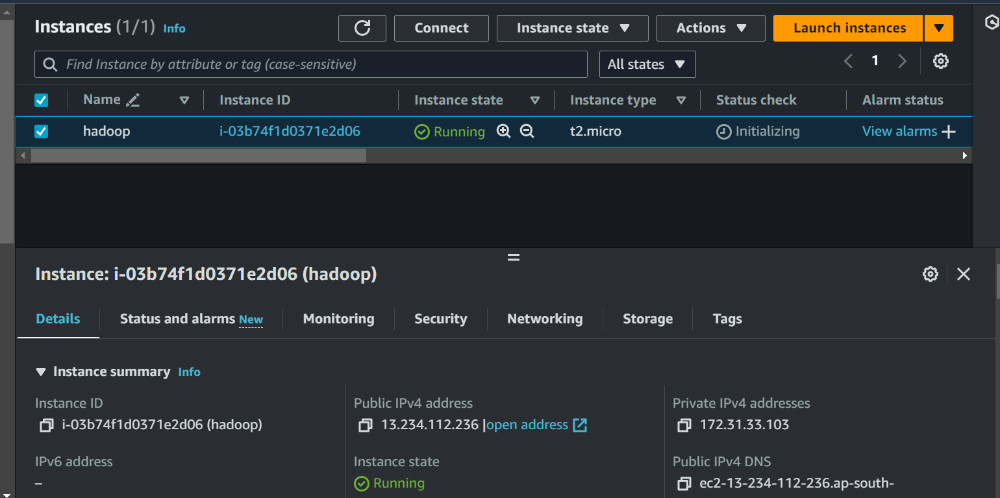 Instances (1/1) Info Connect Instance state Actions Launch instances
Find Instance by attribute or tag (case-sensitive) All states 1
Name Instance ID Instance state Instance type Status check Alarm status
hadoop i-03b74f1d0371e2d06 Running t2.micro Initializing View alarms +
Instance: i-03b74f1d0371e2d06 (hadoop)
Details Status and alarms New Monitoring Security Networking Storage Tags
Instance summary Info
Instance ID Public IPv4 address Private IPv4 addresses
i-03b74f1d0371e2d06 (hadoop) 13.234.112.236 |open address 172.31.33.103
IPv6 address Instance state Public IPv4 DNS
– Running ec2-13-234-112-236.ap-south-